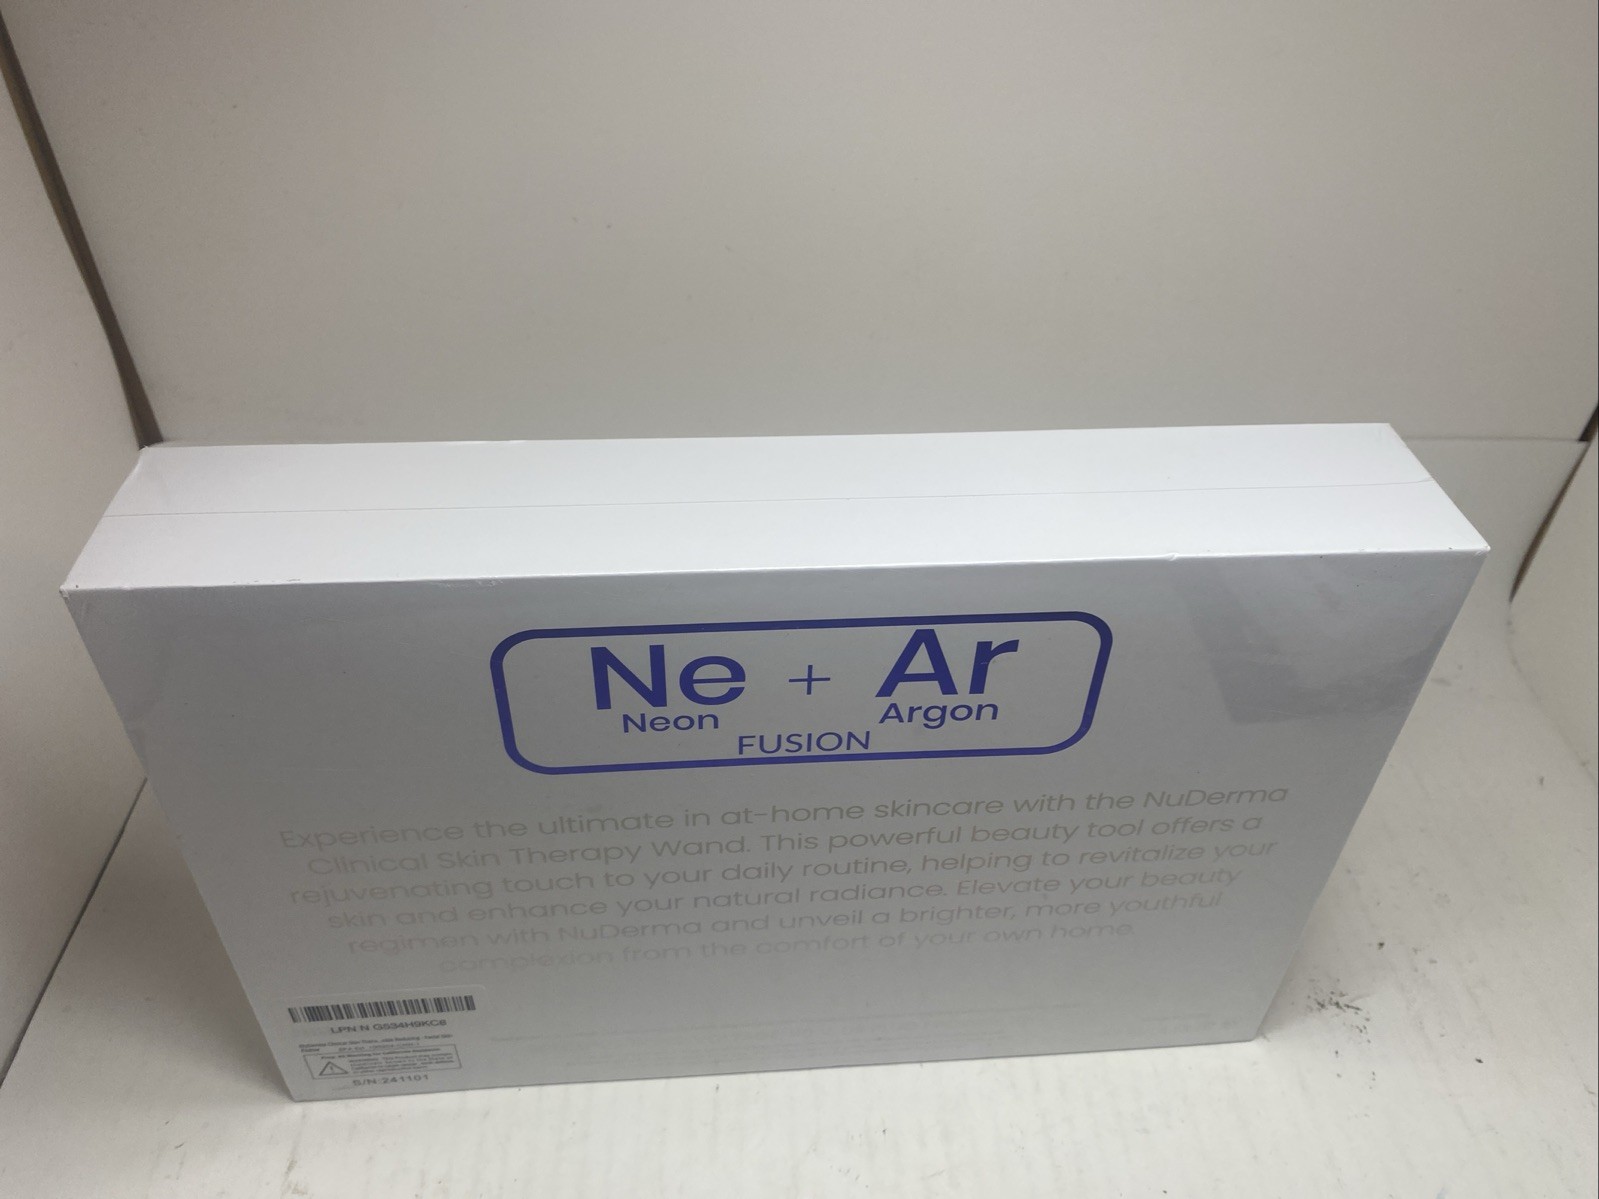 Ne + Ar
Neon Argon
FUSION
Experience the ultimate in at-home skincare with the NuDerma
Clinical Skin Therapy Wand. This powerful beauty tool offers a
rejuvenating touch to your daily routine, helping to revitalize your
skin and enhance your natural radiance. Elevate your beauty
regimen with NuDerma and unveil a brighter, more youthful
complexion from the comfort of your own home.
LPN N G534H9KC8
S/N:241101